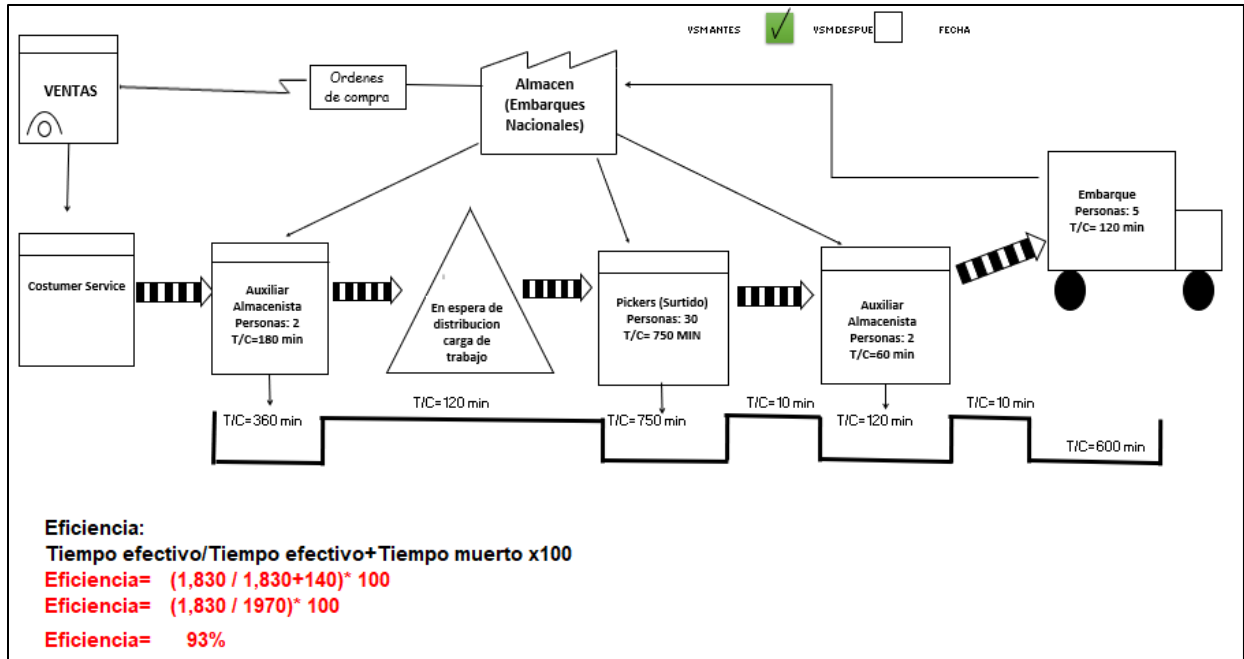 VSM ANTES
VSM DESPUE
FECHA
VENTAS
Ordenes
de compra
Almacen
(Embarques
Nacionales)
Embarque
Personas: 5
T/C= 120 min
Costumer Service
Auxiliar
Almacenista
Personas: 2
T/C=180 min
En espera de
distribucion
carga de
trabajo
Pickers (Surtido)
Personas: 30
T/C= 750 MIN
Auxiliar
Almacenista
Personas: 2
T/C=60 min
T/C=360 min
T/C=120 min
T/C=750 min
T/C=10 min
T/C=120 min
T/C=10 min
T/C=600 min
Eficiencia:
Tiempo efectivo/Tiempo efectivo+Tiempo muerto x100
Eficiencia= (1,830 / 1,830+140)* 100
Eficiencia= (1,830 / 1970)* 100
Eficiencia= 93%